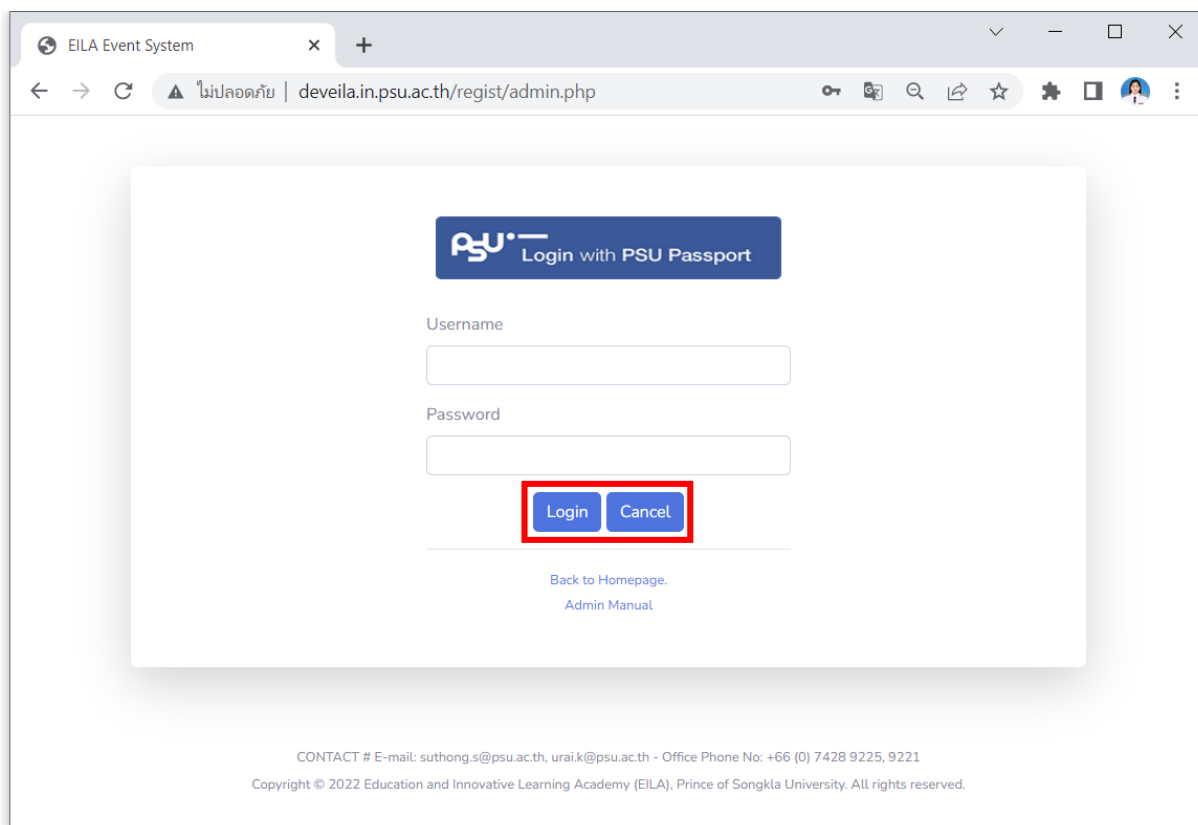 EILA Event System
ไม่ปลอดภัย | deveila.in.psu.ac.th/regist/admin.php
PSU Login with PSU Passport
Username
Password
Login Cancel
Back to Homepage.
Admin Manual
CONTACT # E-mail: suthong.s@psu.ac.th, urai.k@psu.ac.th - Office Phone No: +66 (0) 7428 9225, 9221
Copyright © 2022 Education and Innovative Learning Academy (EILA), Prince of Songkla University. All rights reserved.